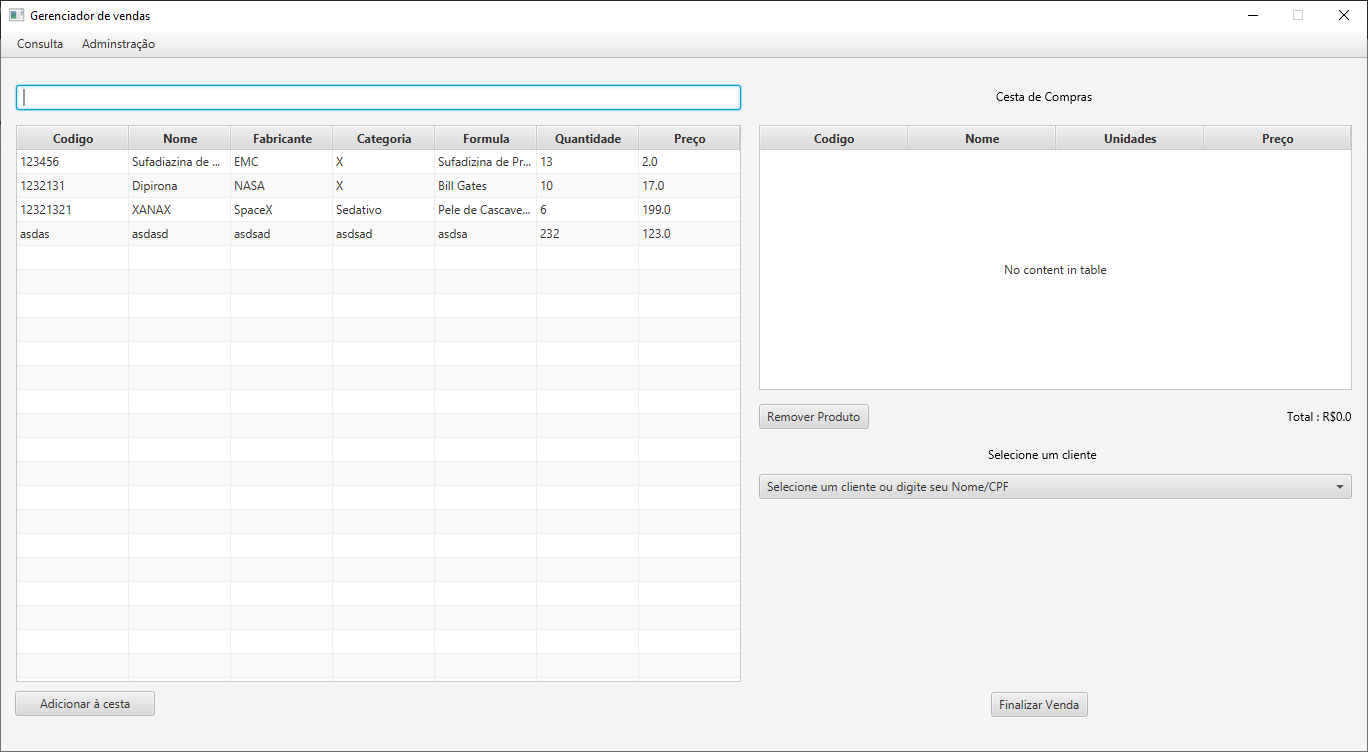 Gerenciador de vendas
Consulta Adminstração
Cesta de Compras
Codigo Nome Fabricante Categoria Formula Quantidade Preço
123456 Sufadiazina de ... EMC X Sufadizina de Pr... 13 2.0
1232131 Dipirona NASA X Bill Gates 10 17.0
12321321 XANAX SpaceX Sedativo Pele de Cascave... 6 199.0
asdas asdasd asdsad asdsad asdsa 232 123.0
Adicionar à cesta
Codigo Nome Unidades Preço
No content in table
Remover Produto Total : R$0.0
Selecione um cliente
Selecione um cliente ou digite seu Nome/CPF
Finalizar Venda